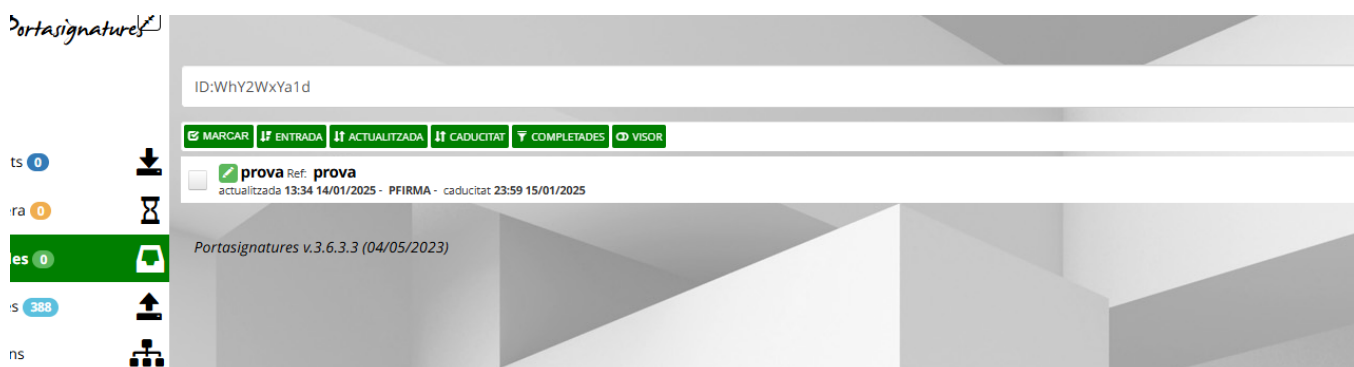 Portasignatures
ID:WhY2WxYa1d
MARCAR ENTRADA ACTUALITZADA CADUCITAT COMPLETADES VISOR
prova Ref: prova
actualitzada 13:34 14/01/2025 - PFIRMA - caducitat 23:59 15/01/2025
ts 0
ra 0
Portasignatures v.3.6.3.3 (04/05/2023)
les 0
s 388
ns